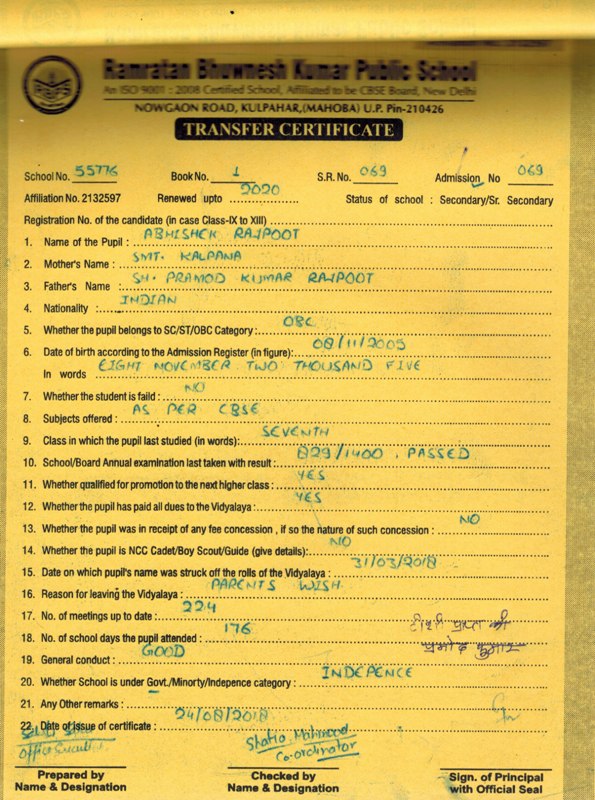 Ramratan Bhuwnesh Kumar Public School
An ISO 9001 : 2008 Certified School, Affiliated to be CBSE Board, New Delhi
NOWGAON ROAD, KULPAHAR,(MAHOBA) U.P. Pin-210426
TRANSFER CERTIFICATE
School No. 55776 Book No. 1 S.R. No. 069 Admission No 069
Affiliation No. 2132597 Renewed upto 2020 Status of school : Secondary/Sr. Secondary
Registration No. of the candidate (in case Class-IX to XIII)
1. Name of the Pupil : ABHISHEK RAJPOOT
2. Mother's Name : SMT. KALPANA
3. Father's Name : SH. PRAMOD KUMAR RAJPOOT
4. Nationality : INDIAN
5. Whether the pupil belongs to SC/ST/OBC Category : OBC
6. Date of birth according to the Admission Register (in figure): 08/11/2005
In words EIGHT NOVEMBER TWO THOUSAND FIVE
7. Whether the student is faild : NO
8. Subjects offered : AS PER CBSE
9. Class in which the pupil last studied (in words): SEVENTH
10. School/Board Annual examination last taken with result : 829/1400, PASSED
11. Whether qualified for promotion to the next higher class : YES
12. Whether the pupil has paid all dues to the Vidyalaya : YES
13. Whether the pupil was in receipt of any fee concession , if so the nature of such concession : NO
14. Whether the pupil is NCC Cadet/Boy Scout/Guide (give details): NO
15. Date on which pupil's name was struck off the rolls of the Vidyalaya : 31/03/2018
16. Reason for leaving the Vidyalaya : PARENTS WISH
17. No. of meetings up to date : 224
18. No. of school days the pupil attended : 176
टी०सी० प्राप्त की
प्रमोद कुमार
19. General conduct : GOOD
20. Whether School is under Govt./Minorty/Indepence category : INDEPENCE
21. Any Other remarks :
22. Date of issue of certificate : 24/08/2018
Shazia Mahmood
Co-ordinator
Prepared by Checked by Sign. of Principal
Name & Designation Name & Designation with Official Seal